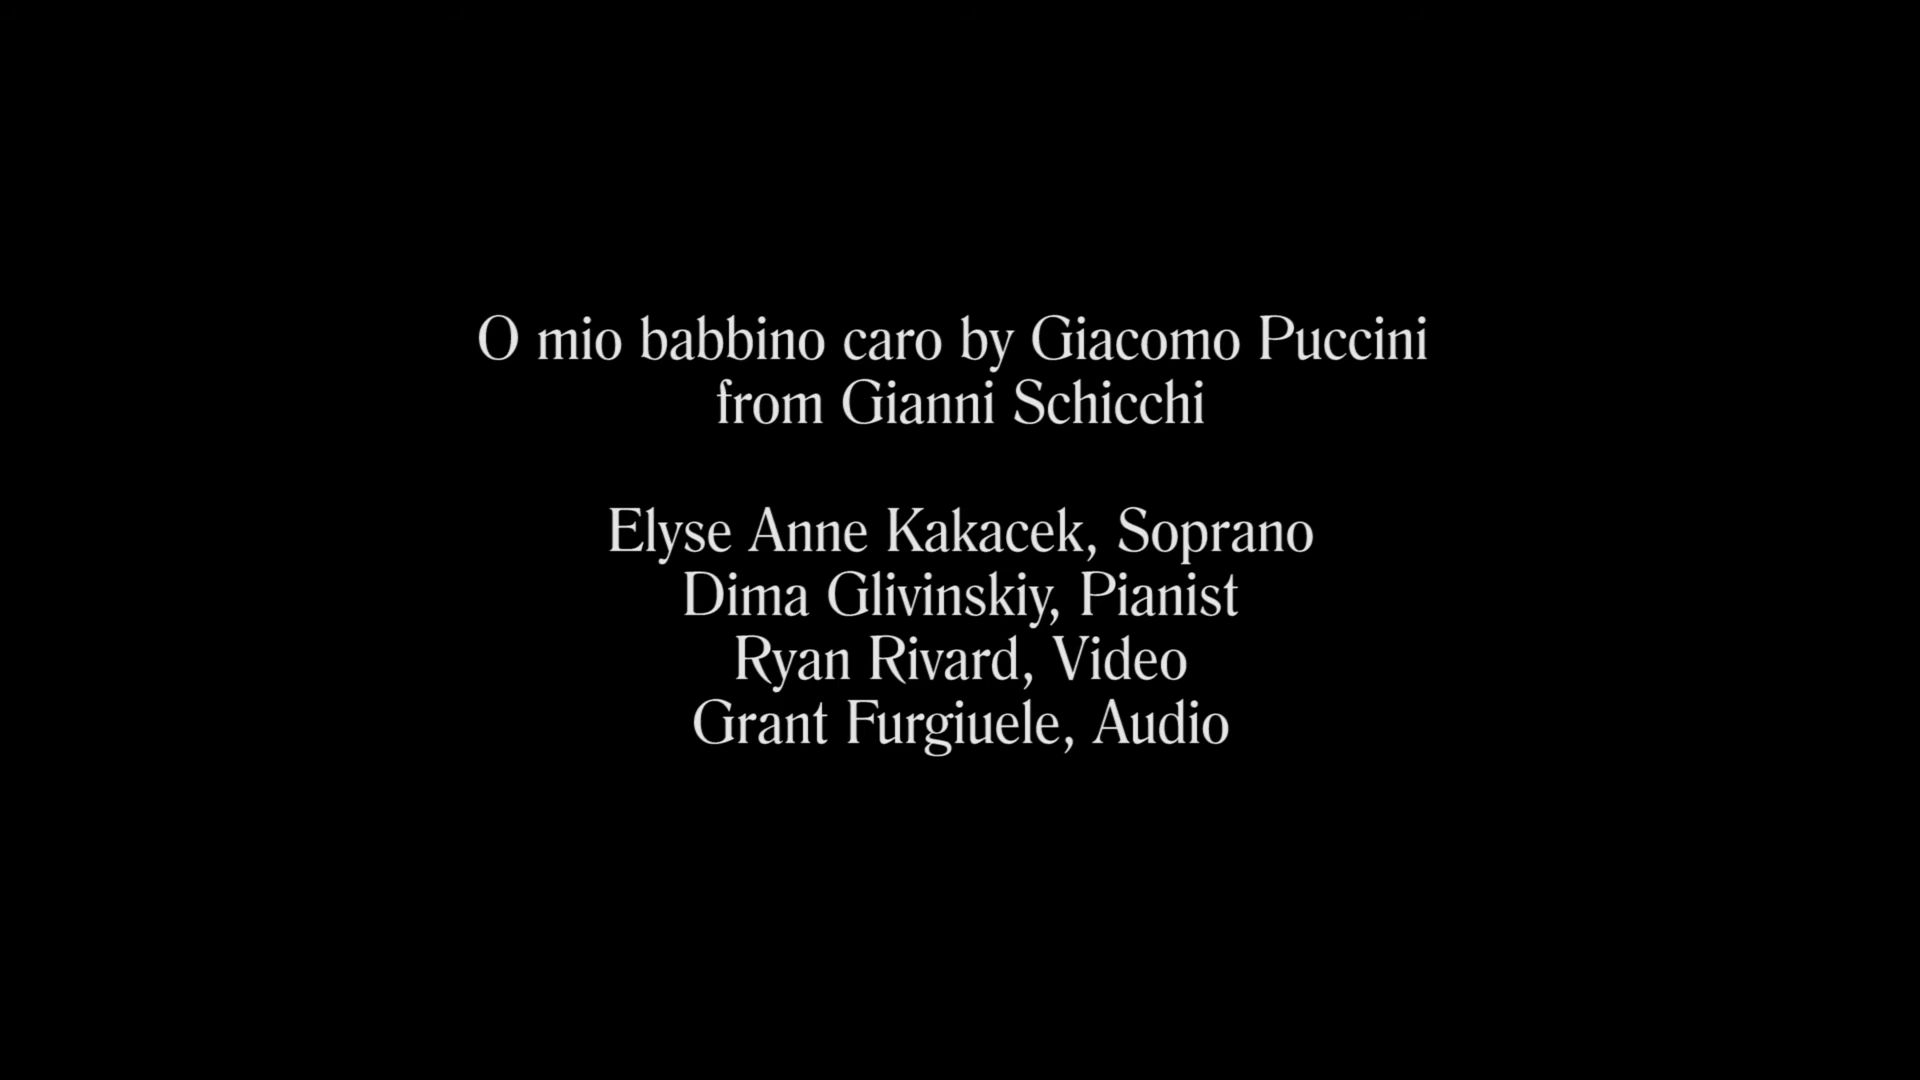 O mio babbino caro by Giacomo Puccini
from Gianni Schicchi
Elyse Anne Kakacek, Soprano
Dima Glivinskiy, Pianist
Ryan Rivard, Video
Grant Furgiuele, Audio